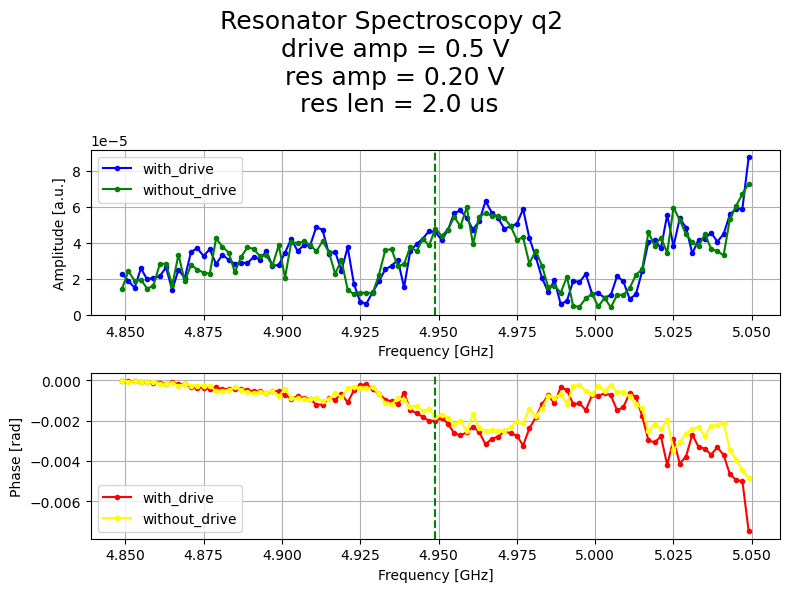 Resonator Spectroscopy q2
drive amp = 0.5 V
res amp = 0.20 V
res len = 2.0 us
1e−5
8
6
4
2
0
Amplitude [a.u.]
with_drive
without_drive
4.850 4.875 4.900 4.925 4.950 4.975 5.000 5.025 5.050
Frequency [GHz]
0.000
−0.002
−0.004
−0.006
Phase [rad]
with_drive
without_drive
4.850 4.875 4.900 4.925 4.950 4.975 5.000 5.025 5.050
Frequency [GHz]